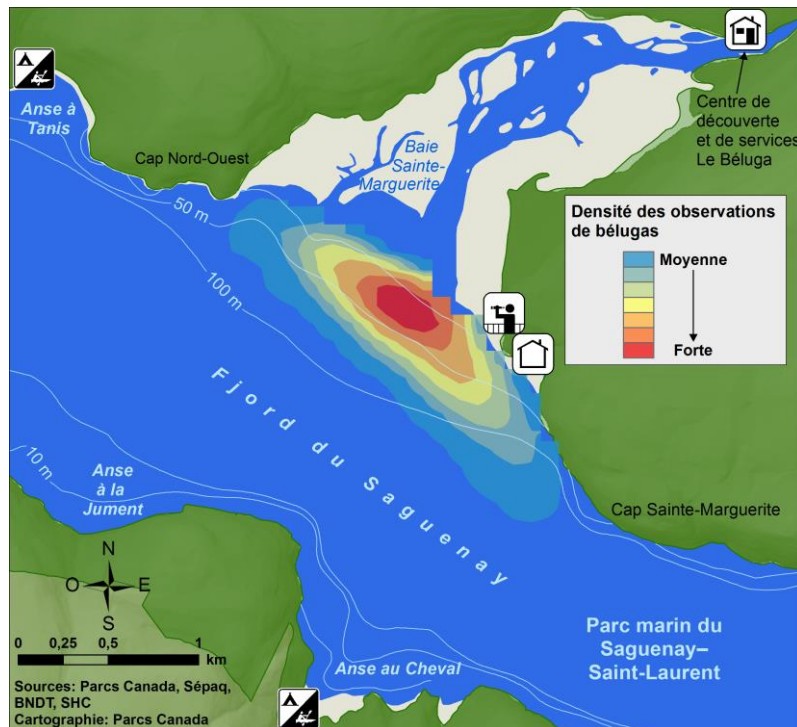 Anse à
Tanis
Cap Nord-Ouest
Baie
Sainte-
Marguerite
Centre de
découverte
et de services
Le Béluga
50 m
100 m
Densité des observations
de bélugas
Moyenne
Forte
Fjord du Saguenay
10 m
Anse
à la
Jument
Cap Sainte-Marguerite
N
O E
S
0 0,25 0,5 1
km
Parc marin du
Saguenay–
Saint-Laurent
Anse au Cheval
Sources: Parcs Canada, Sépaq,
BNDT, SHC
Cartographie: Parcs Canada